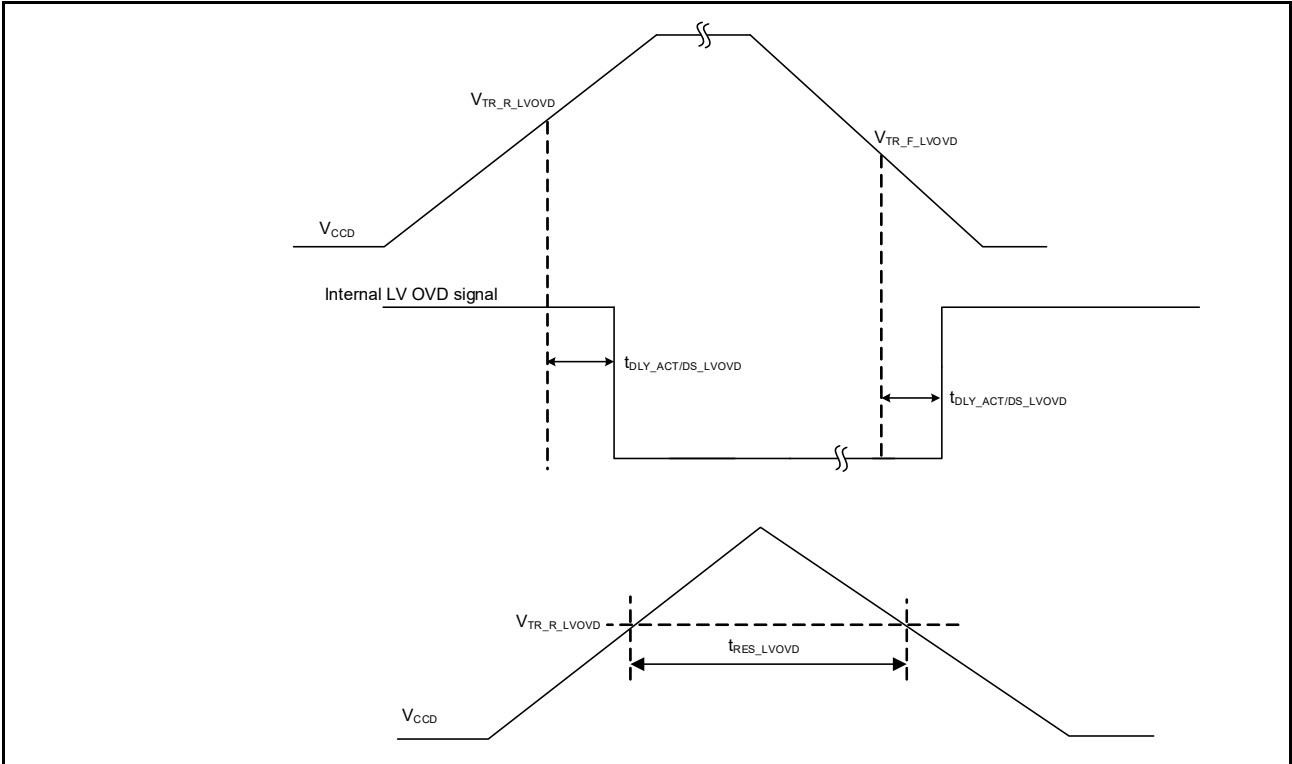 VTR_R_LVOVD
VTR_F_LVOVD
VCCD
Internal LV OVD signal
tDLY_ACT/DS_LVOVD
tDLY_ACT/DS_LVOVD
VTR_R_LVOVD
tRES_LVOVD
VCCD